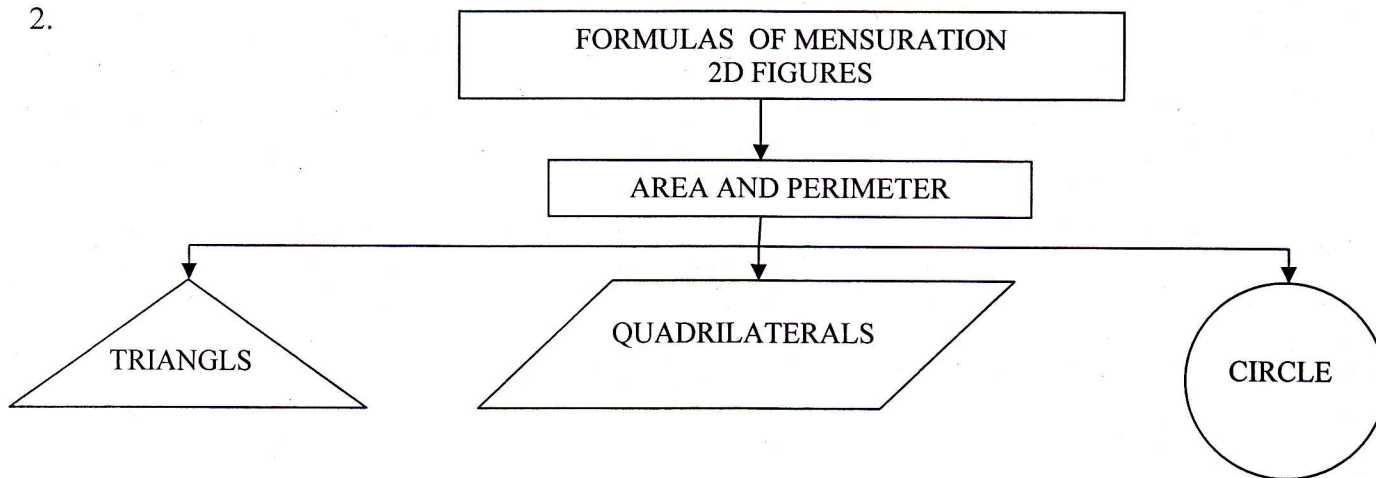 2.
FORMULAS OF MENSURATION
2D FIGURES
AREA AND PERIMETER
TRIANGLS
QUADRILATERALS
CIRCLE